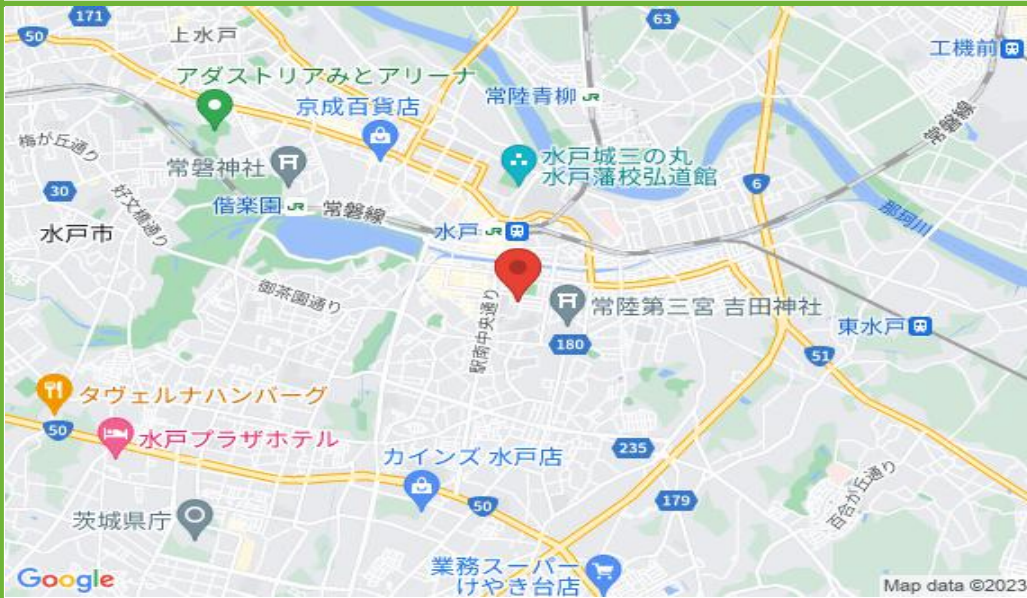 171
63
50
上水戸
工機前
アダストリアみとアリーナ
常陸青柳 JR
京成百貨店
常磐線
梅が丘通り
水戸城三の丸
水戸藩校弘道館
常磐神社
6
30
好文橋通り
偕楽園 JR
常磐線
那珂川
水戸市
水戸 JR
御茶園通り
駅南中央通り
常陸第三宮 吉田神社
東水戸
180
51
タヴェルナハンバーグ
50
水戸プラザホテル
235
カインズ 水戸店
179
百合が丘通り
50
茨城県庁
業務スーパー
けやき台店
Google
Map data ©2023